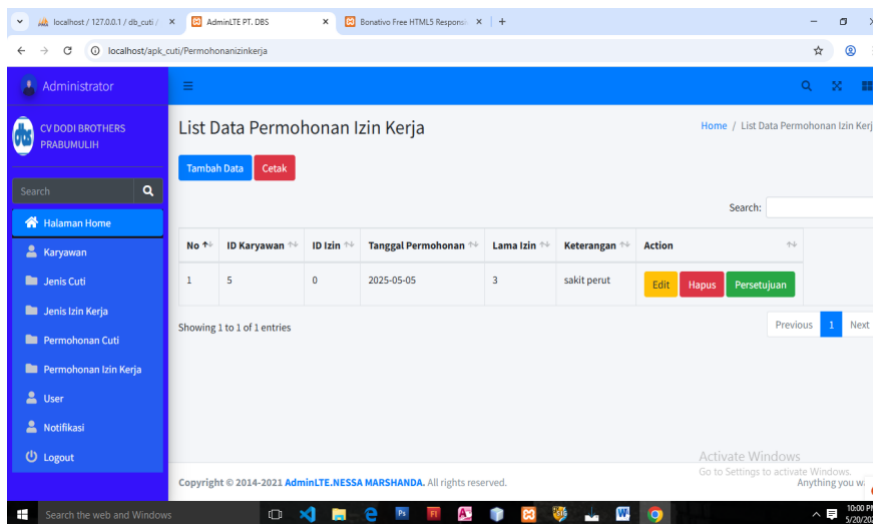 localhost / 127.0.0.1 / db_cuti /
AdminLTE PT. DBS
Bonativo Free HTML5 Responsi
localhost/apk_cuti/Permohonanizinkerja
Administrator
CV DODI BROTHERS
PRABUMULIH
Search
Halaman Home
Karyawan
Jenis Cuti
Jenis Izin Kerja
Permohonan Cuti
Permohonan Izin Kerja
User
Notifikasi
Logout
List Data Permohonan Izin Kerja
Home / List Data Permohonan Izin Kerj
Tambah Data Cetak
Search:
No ID Karyawan ID Izin Tanggal Permohonan Lama Izin Keterangan Action
1 5 0 2025-05-05 3 sakit perut Edit Hapus Persetujuan
Showing 1 to 1 of 1 entries
Previous 1 Next
Activate Windows
Go to Settings to activate Windows.
Copyright © 2014-2021 AdminLTE.NESSA MARSHANDA. All rights reserved.
Anything you w
Search the web and Windows
10:00 P
5/20/20